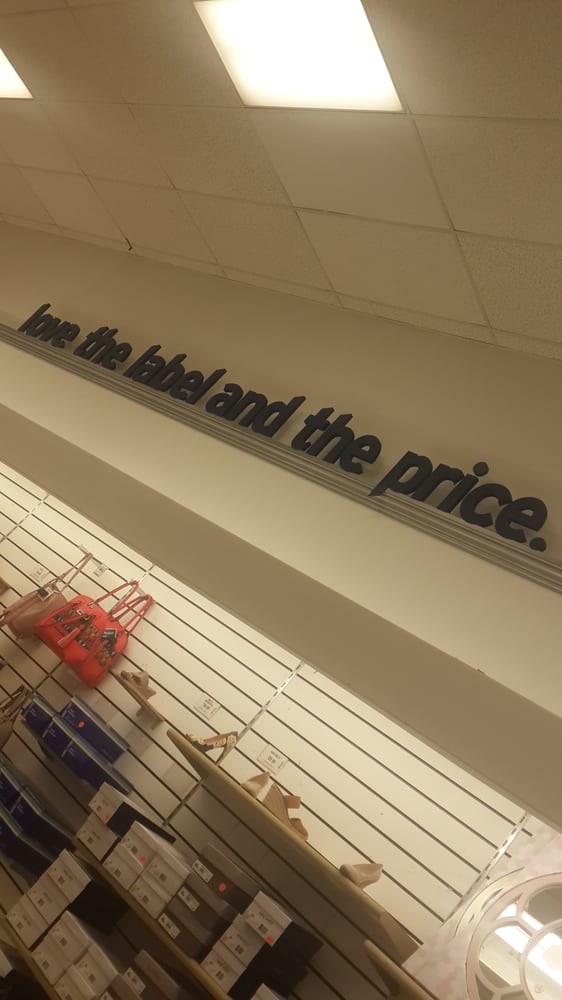 love the label and the price.